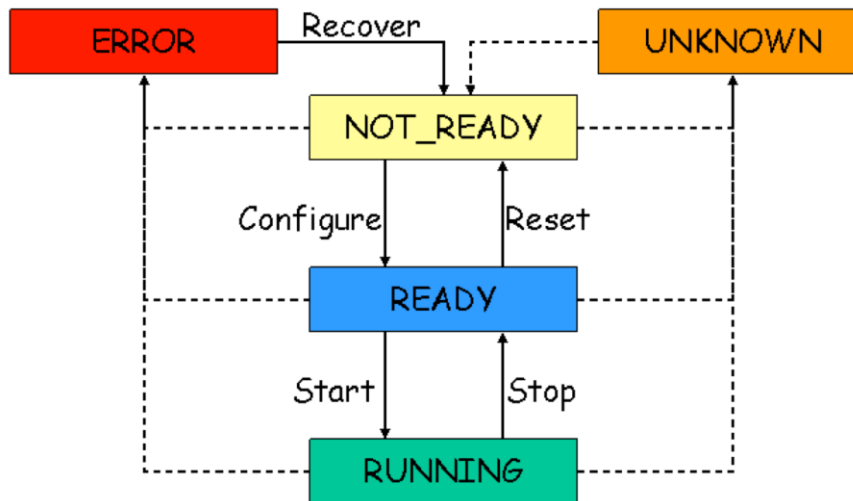 ERROR
Recover
UNKNOWN
NOT_READY
Configure
Reset
READY
Start
Stop
RUNNING